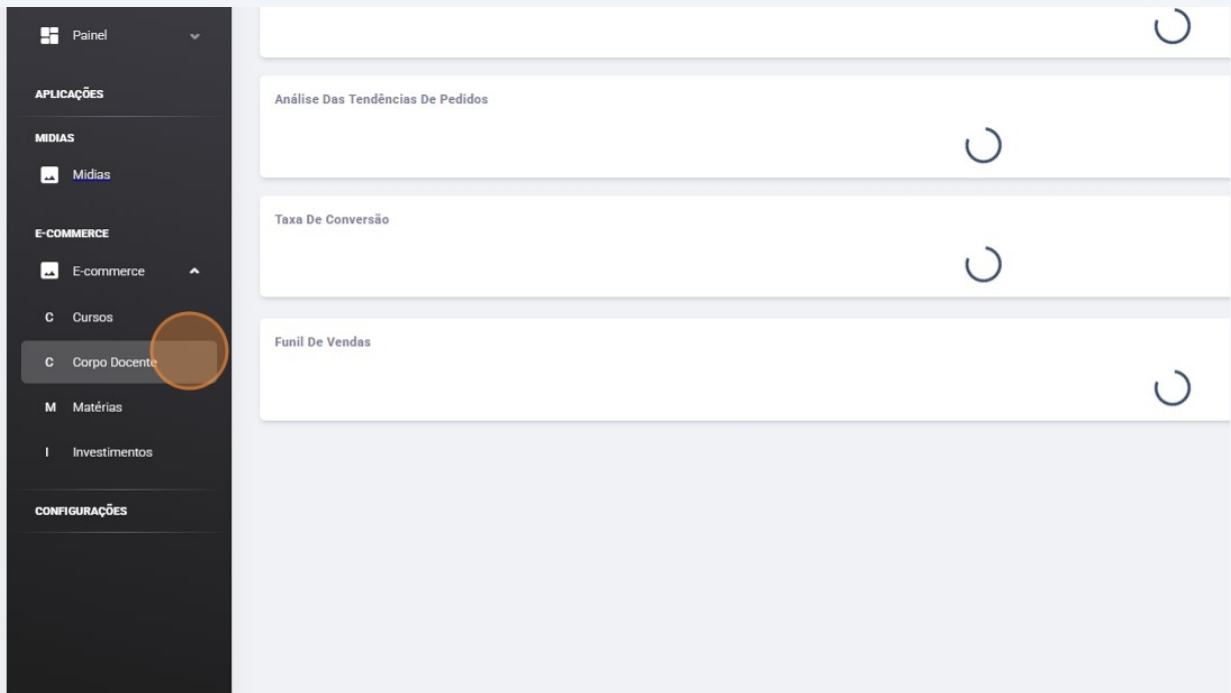 Painel
APLICAÇÕES
MIDIAS
Midias
E-COMMERCE
E-commerce
C Cursos
C Corpo Docente
M Matérias
I Investimentos
CONFIGURAÇÕES
Análise Das Tendências De Pedidos
Taxa De Conversão
Funil De Vendas